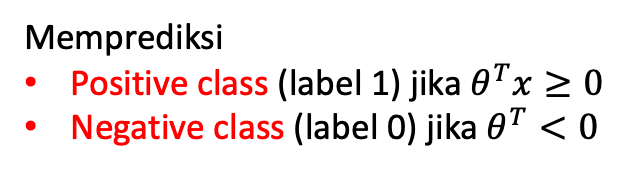 Memprediksi
• Positive class (label 1) jika θᵀx ≥ 0
• Negative class (label 0) jika θᵀ < 0